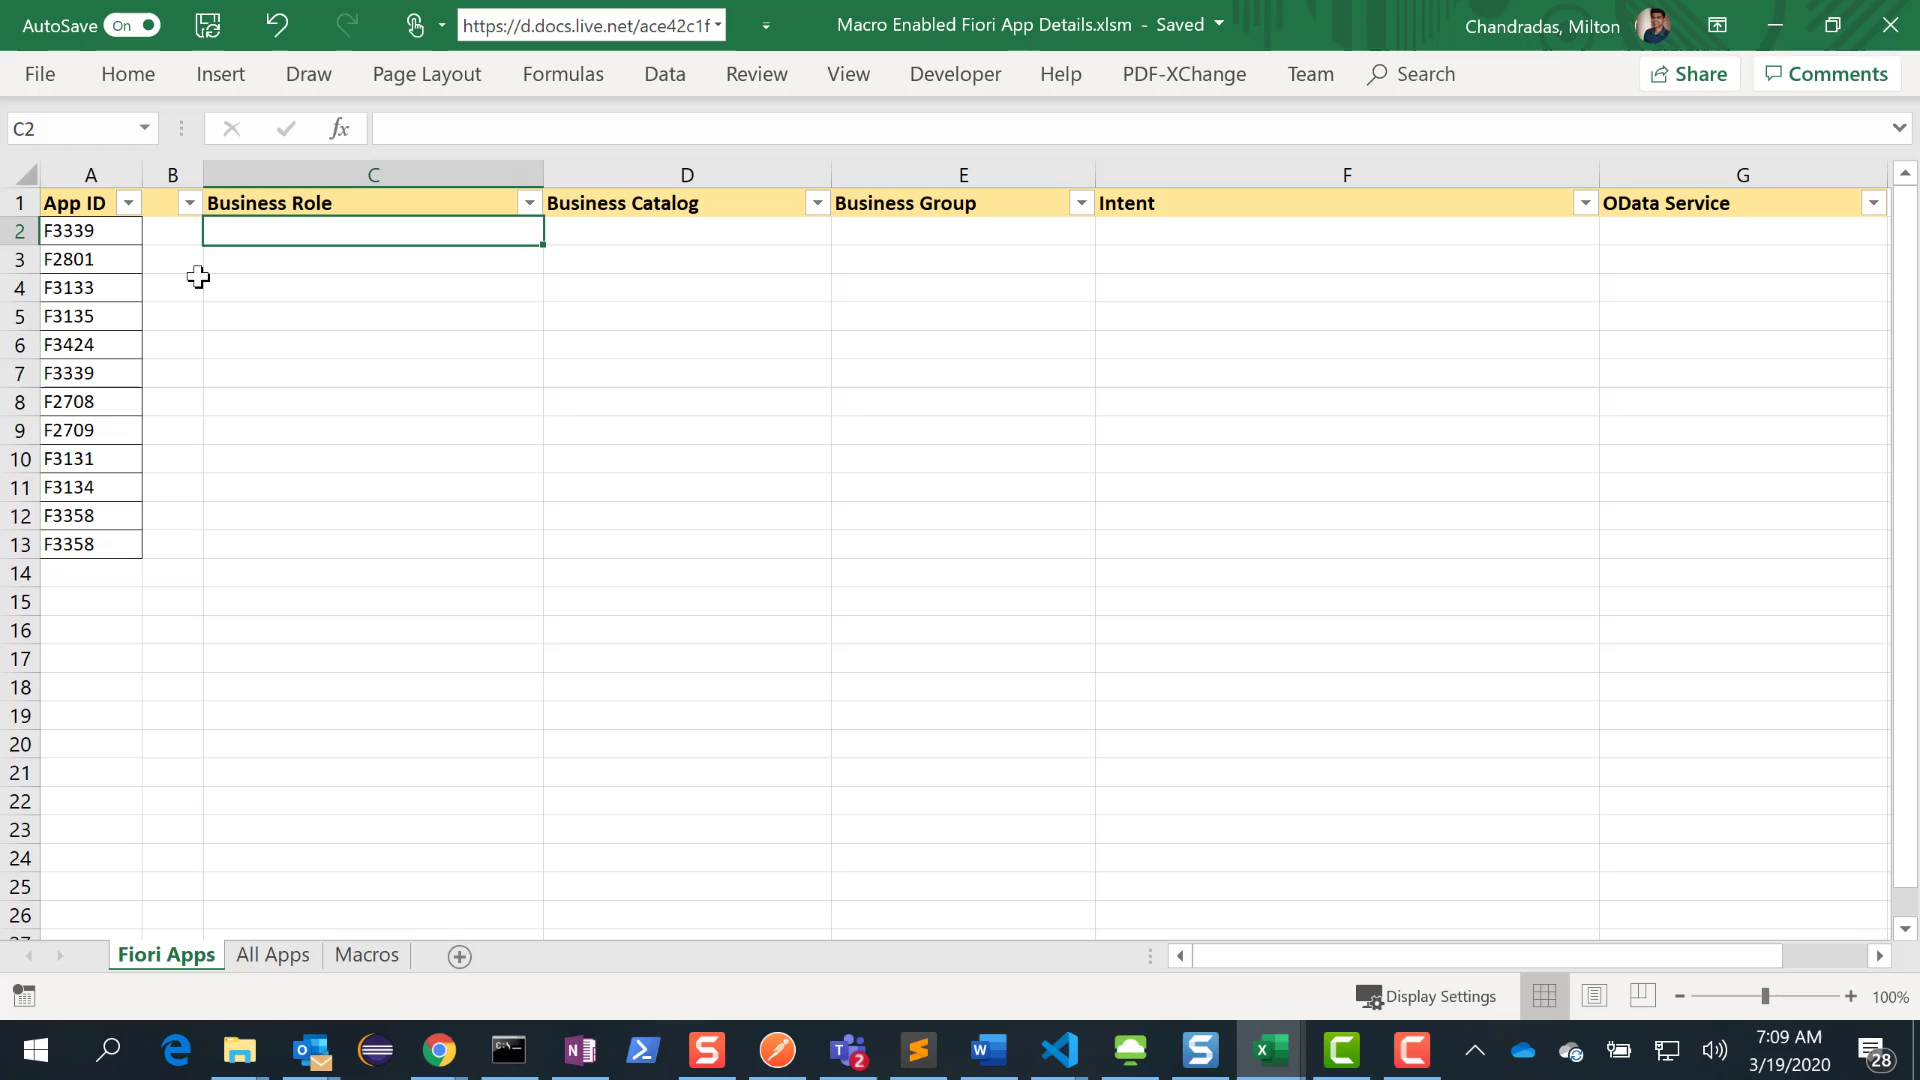 AutoSave On https://d.docs.live.net/ace42c1f Macro Enabled Fiori App Details.xlsm - Saved Chandradas, Milton
File Home Insert Draw Page Layout Formulas Data Review View Developer Help PDF-XChange Team Search Share Comments
C2 fx
A B C D E F G
1 App ID Business Role Business Catalog Business Group Intent OData Service
2 F3339
3 F2801
4 F3133
5 F3135
6 F3424
7 F3339
8 F2708
9 F2709
10 F3131
11 F3134
12 F3358
13 F3358
14
15
16
17
18
19
20
21
22
23
24
25
26
27
Fiori Apps All Apps Macros
Display Settings 100%
7:09 AM
3/19/2020
2
28